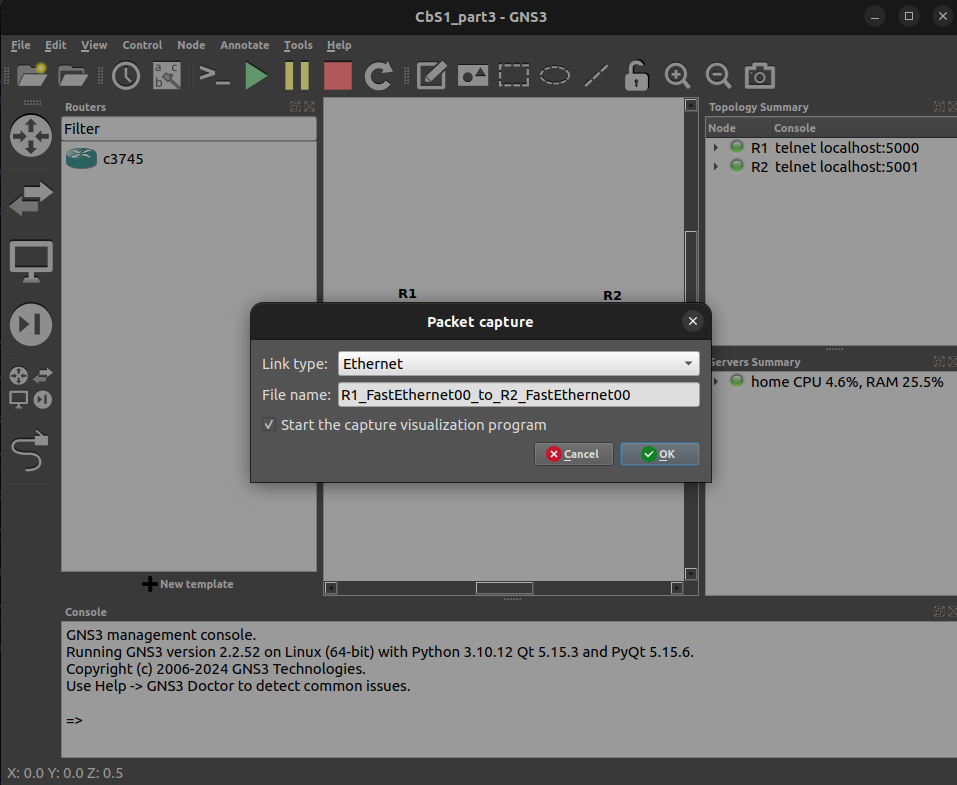 CbS1_part3 - GNS3
File Edit View Control Node Annotate Tools Help
a c
b
Routers
Filter
c3745
New template
R1
R2
Topology Summary
Node Console
R1 telnet localhost:5000
R2 telnet localhost:5001
Packet capture
Link type: Ethernet
File name: R1_FastEthernet00_to_R2_FastEthernet00
Start the capture visualization program
Cancel OK
Servers Summary
home CPU 4.6%, RAM 25.5%
Console
GNS3 management console.
Running GNS3 version 2.2.52 on Linux (64-bit) with Python 3.10.12 Qt 5.15.3 and PyQt 5.15.6.
Copyright (c) 2006-2024 GNS3 Technologies.
Use Help -> GNS3 Doctor to detect common issues.
=>
X: 0.0 Y: 0.0 Z: 0.5